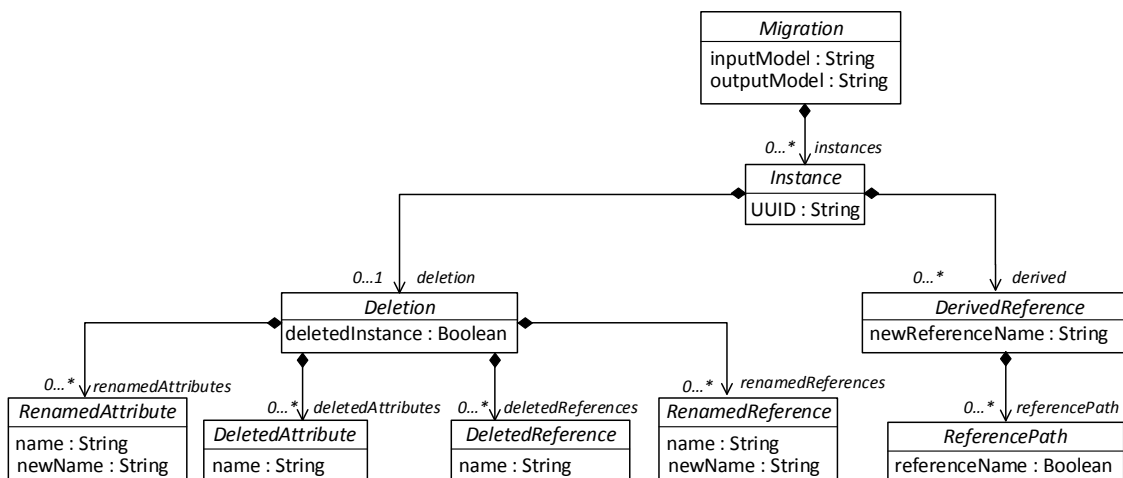 Migration
inputModel : String
outputModel : String
0...* instances
Instance
UUID : String
0...1 deletion
0...* derived
Deletion
deletedInstance : Boolean
DerivedReference
newReferenceName : String
0...* renamedAttributes
0...* deletedAttributes
0...* deletedReferences
0...* renamedReferences
0...* referencePath
RenamedAttribute
name : String
newName : String
DeletedAttribute
name : String
DeletedReference
name : String
RenamedReference
name : String
newName : String
ReferencePath
referenceName : Boolean